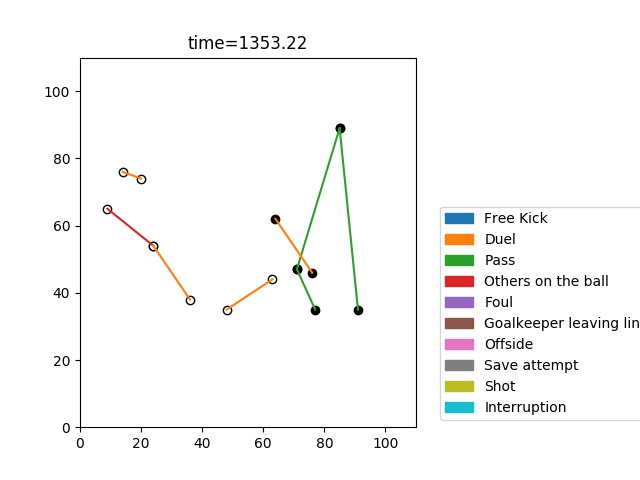 time=1353.22
100
80
60
40
20
0
0 20 40 60 80 100
Free Kick
Duel
Pass
Others on the ball
Foul
Goalkeeper leaving lin
Offside
Save attempt
Shot
Interruption